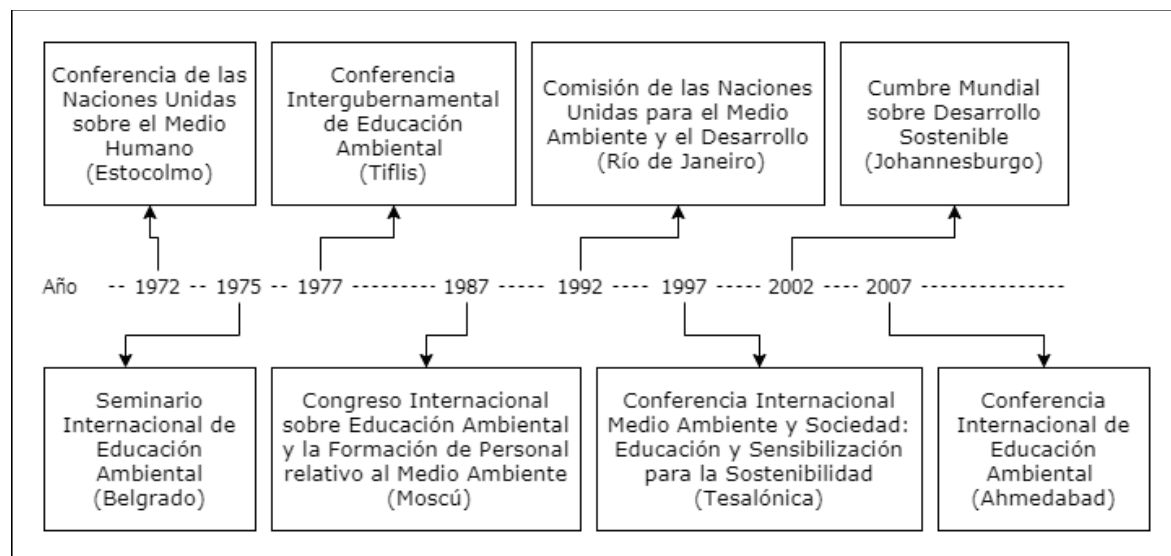 Conferencia de las
Naciones Unidas
sobre el Medio
Humano
(Estocolmo)
Conferencia
Intergubernamental
de Educación
Ambiental
(Tiflis)
Comisión de las Naciones
Unidas para el Medio
Ambiente y el Desarrollo
(Río de Janeiro)
Cumbre Mundial
sobre Desarrollo
Sostenible
(Johannesburgo)
Año -- 1972 -- 1975 -- 1977 --------- 1987 ------- 1992 ---- 1997 ---- 2002 --- 2007 -------------
Seminario
Internacional de
Educación
Ambiental
(Belgrado)
Congreso Internacional
sobre Educación Ambiental
y la Formación de Personal
relativo al Medio Ambiente
(Moscú)
Conferencia Internacional
Medio Ambiente y Sociedad:
Educación y Sensibilización
para la Sostenibilidad
(Tesalónica)
Conferencia
Internacional de
Educación
Ambiental
(Ahmedabad)